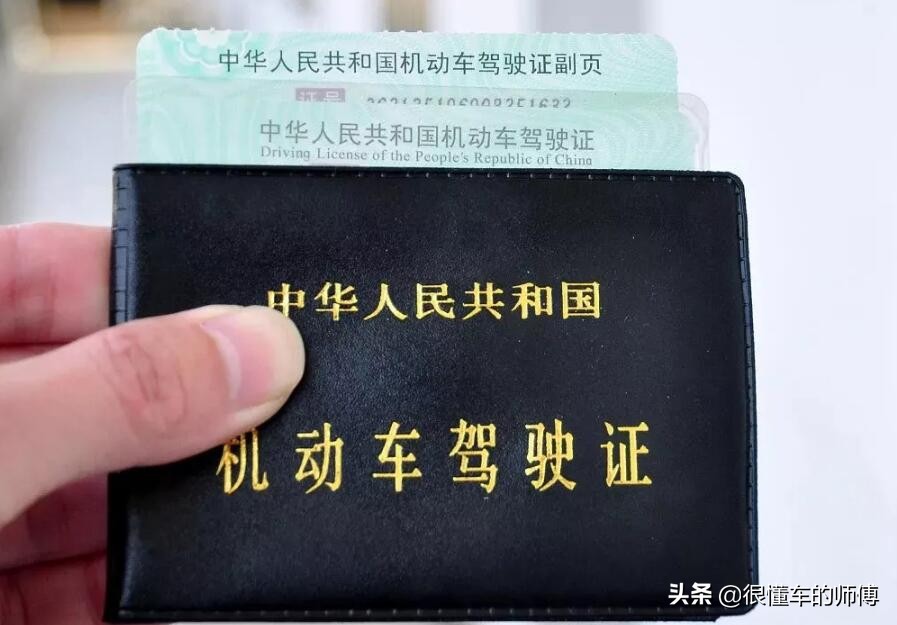 中华人民共和国机动车驾驶证副页
证号
中华人民共和国机动车驾驶证
Driving License of the People's Republic of China
中华人民共和国
机动车驾驶证
头条 @很懂车的师傅